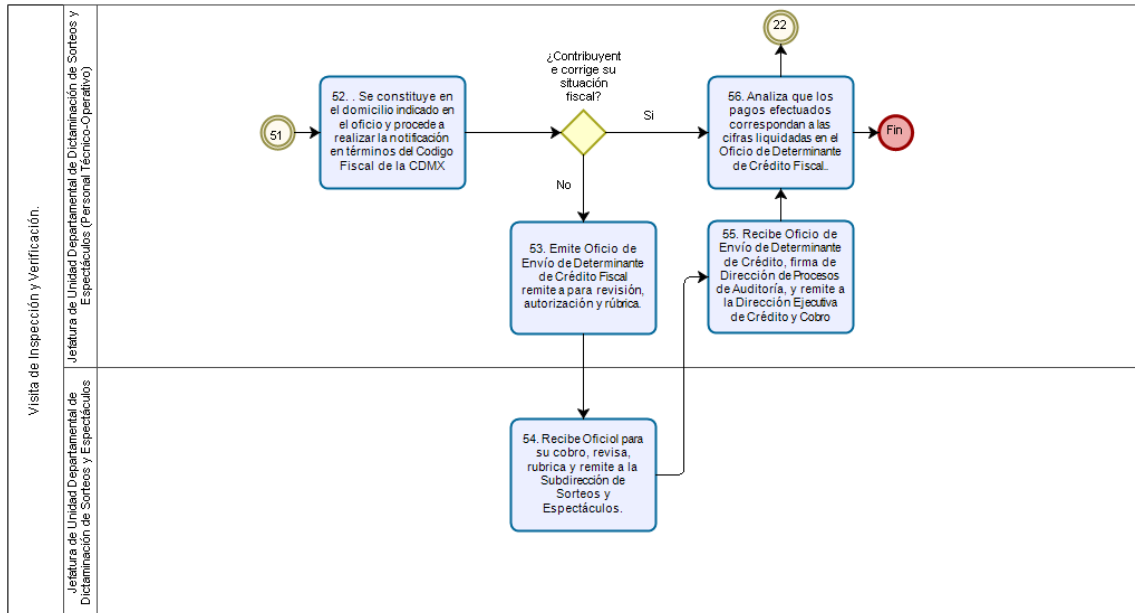 Visita de Inspección y Verificación.
Jefatura de Unidad Departamental de Dictaminación de Sorteos y
Espectáculos (Personal Técnico-Operativo)
51
52. . Se constituye en
el domicilio indicado en
el oficio y procede a
realizar la notificación
en términos del Codigo
Fiscal de la CDMX
¿Contribuyent
e corrige su
situación
fiscal?
Si
No
22
56. Analiza que los
pagos efectuados
correspondan a las
cifras liquidadas en el
Oficio de Determinante
de Crédito Fiscal.
Fin
53. Emite Oficio de
Envío de Determinante
de Crédito Fiscal
remite a para revisión,
autorización y rúbrica.
55. Recibe Oficio de
Envío de Determinante
de Crédito, firma de
Dirección de Procesos
de Auditoría, y remite a
la Dirección Ejecutiva
de Crédito y Cobro
Jefatura de Unidad Departamental de
Dictaminación de Sorteos y Espectáculos
54. Recibe Oficiol para
su cobro, revisa,
rubrica y remite a la
Subdirección de
Sorteos y
Espectáculos.